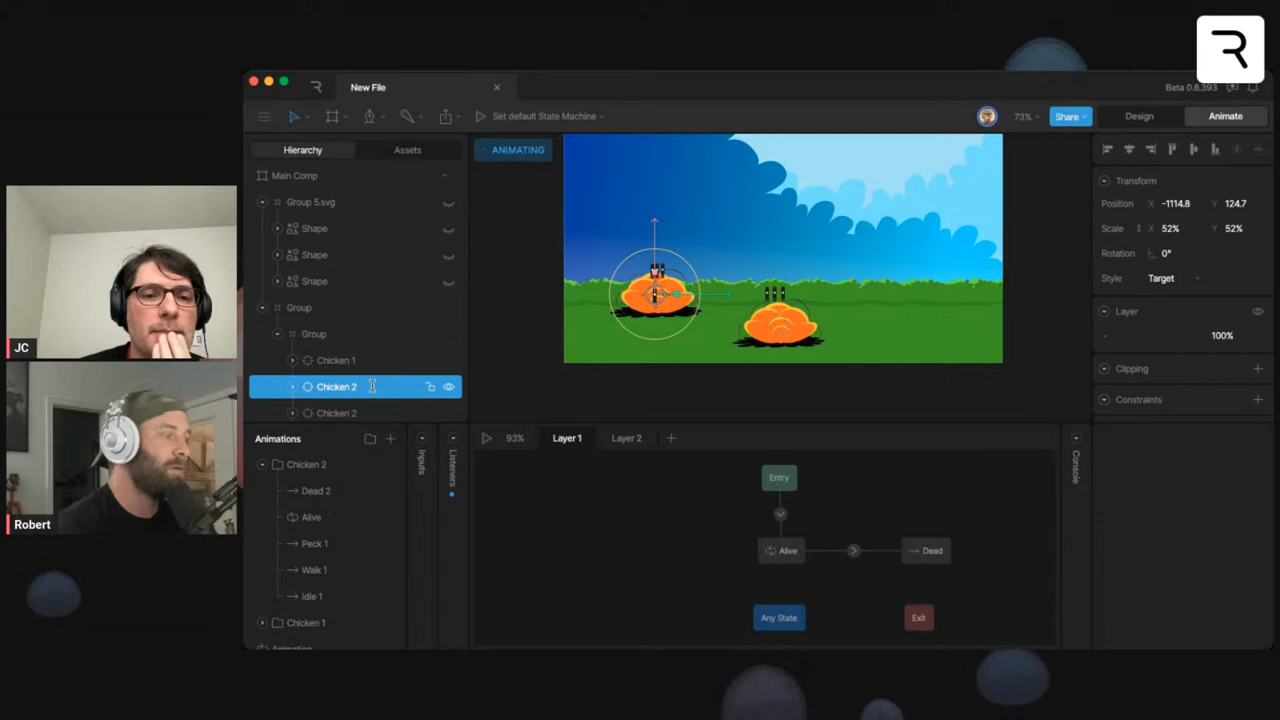 New File
Beta 0.8.393
Set default State Machine
73%
Share
Design
Animate
Hierarchy
Assets
ANIMATING
Main Comp
Group 5.svg
Shape
Shape
Shape
Group
Group
Chicken 1
Chicken 2
Chicken 2
Transform
Position X -1114.8 Y 124.7
Scale X 52% Y 52%
Rotation 0°
Style Target
Layer
100%
Clipping
Constraints
JC
Robert
Animations
Chicken 2
Dead 2
Alive
Peck 1
Walk 1
Idle 1
Chicken 1
Animation
Inputs
Listeners
93%
Layer 1
Layer 2
Entry
Alive
Dead
Any State
Exit
Console